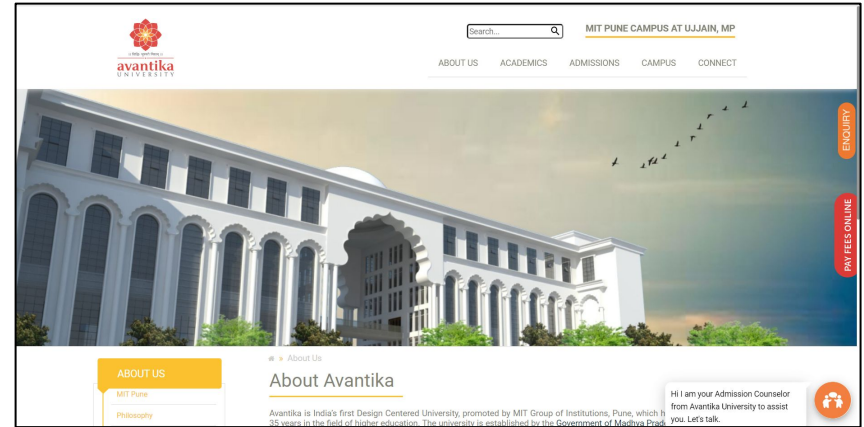 Search...
MIT PUNE CAMPUS AT UJJAIN, MP
avantika
UNIVERSITY
ABOUT US
ACADEMICS
ADMISSIONS
CAMPUS
CONNECT
ENQUIRY
PAY FEES ONLINE
» About Us
ABOUT US
MIT Pune
Philosophy
About Avantika
Avantika is India's first Design Centered University, promoted by MIT Group of Institutions, Pune, which h
35 years in the field of higher education. The university is established by the Government of Madhya Prade
Hi I am your Admission Counselor
from Avantika University to assist
you. Let's talk.